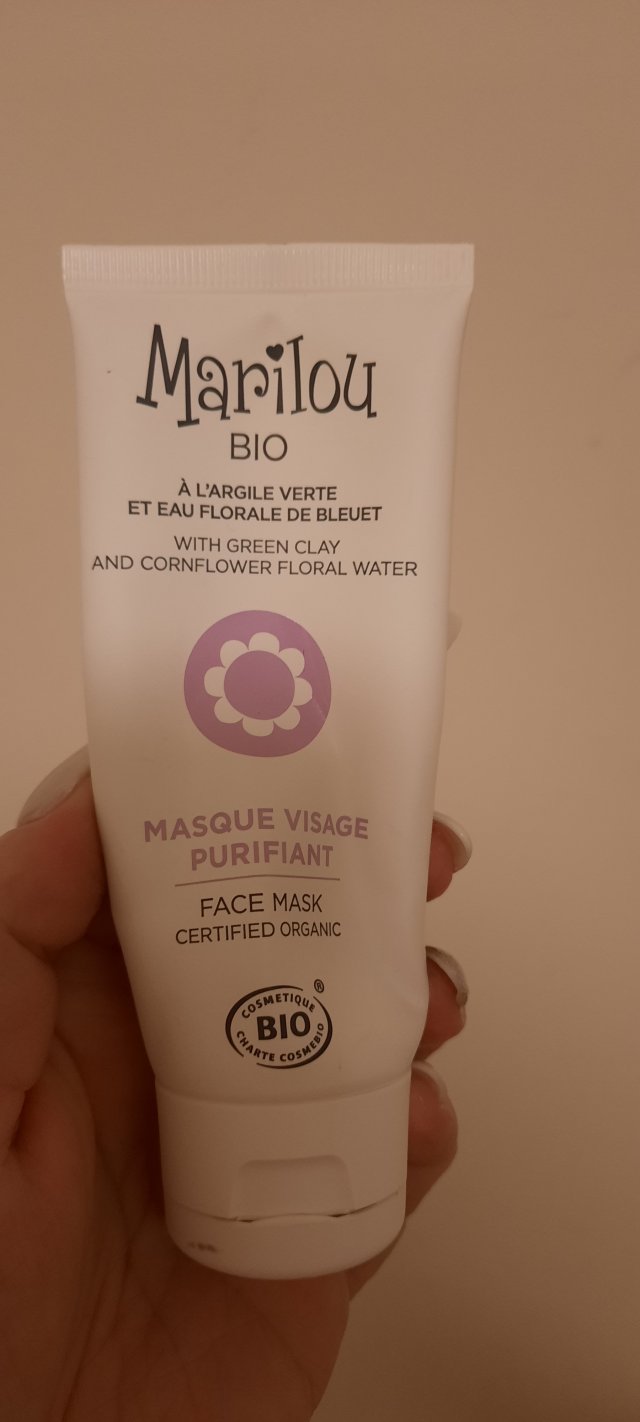 Marilou
BIO
À L'ARGILE VERTE
ET EAU FLORALE DE BLEUET
WITH GREEN CLAY
AND CORNFLOWER FLORAL WATER
MASQUE VISAGE
PURIFIANT
FACE MASK
CERTIFIED ORGANIC
COSMETIQUE ®
BIO
CHARTE COSMEBIO